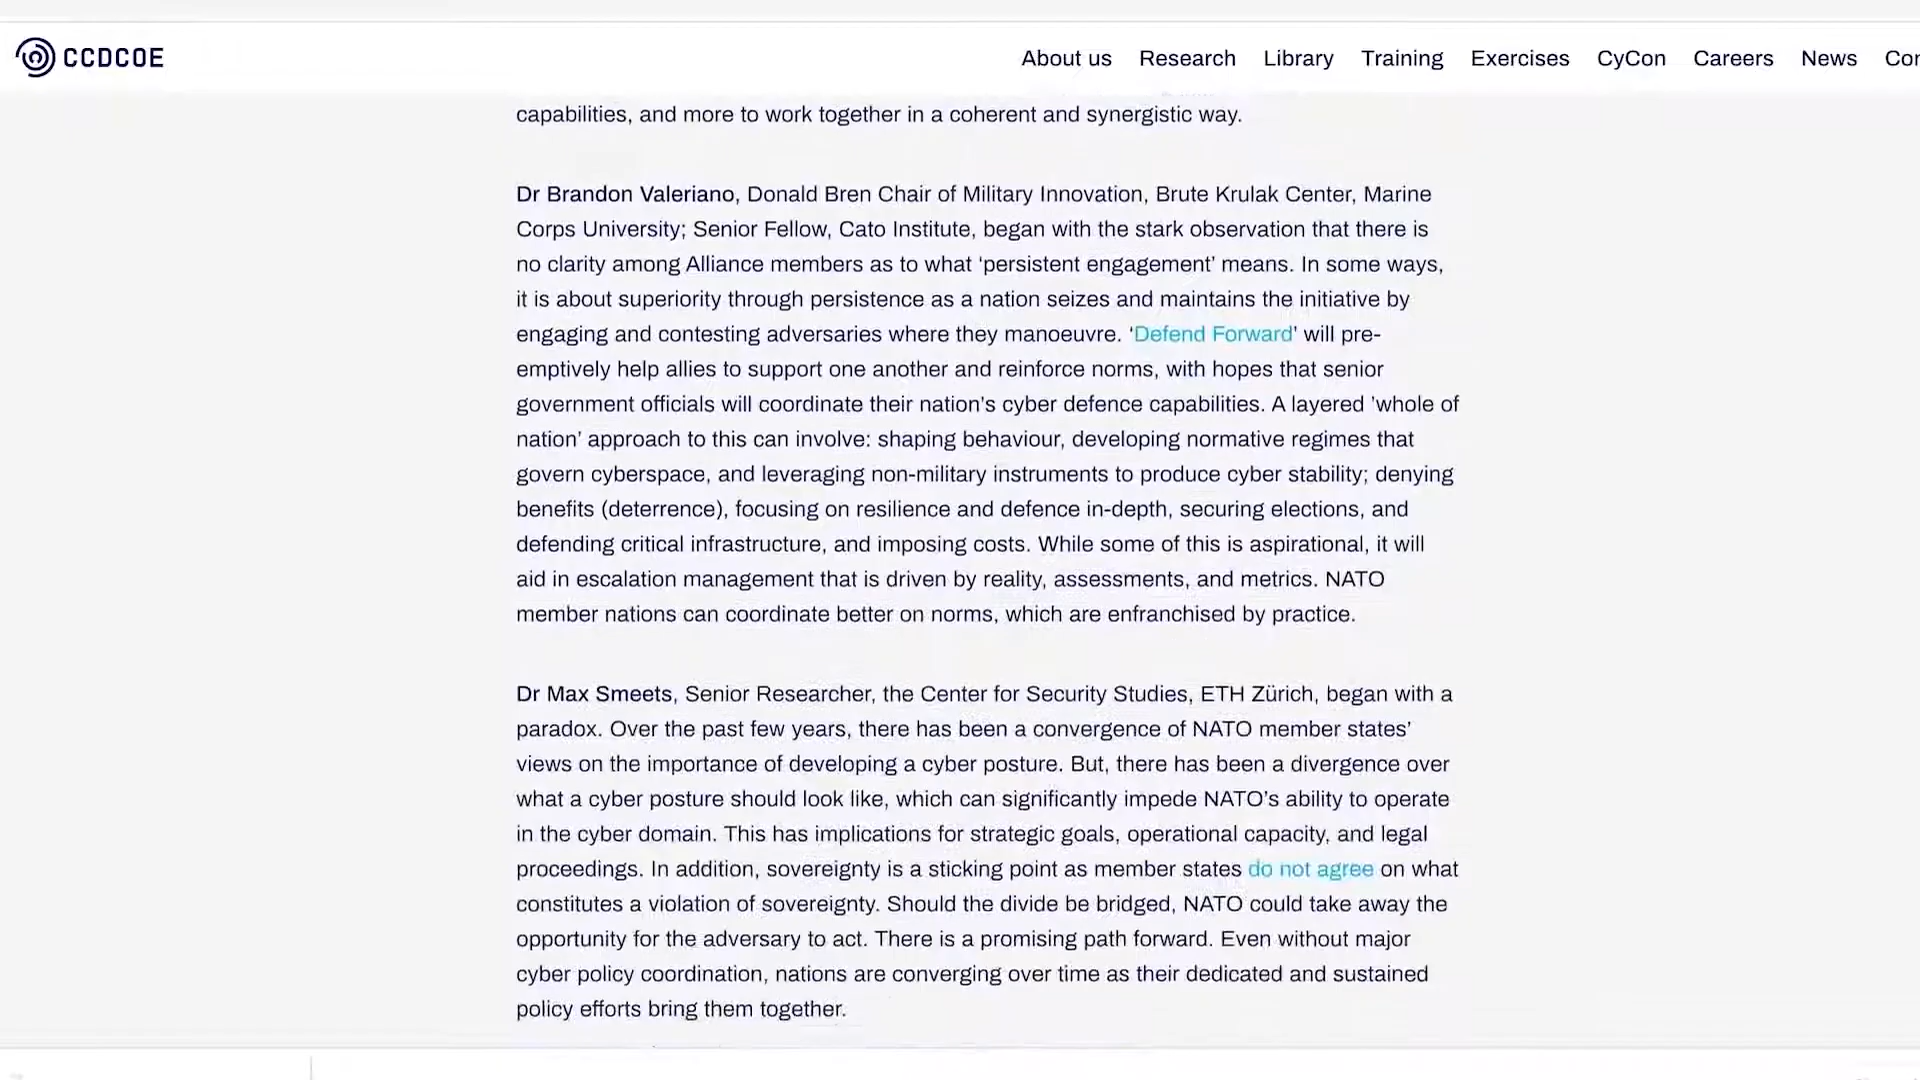 CCDCOE
About us Research Library Training Exercises CyCon Careers News
capabilities, and more to work together in a coherent and synergistic way.
Dr Brandon Valeriano, Donald Bren Chair of Military Innovation, Brute Krulak Center, Marine
Corps University; Senior Fellow, Cato Institute, began with the stark observation that there is
no clarity among Alliance members as to what ‘persistent engagement’ means. In some ways,
it is about superiority through persistence as a nation seizes and maintains the initiative by
engaging and contesting adversaries where they manoeuvre. ‘Defend Forward’ will pre-
emptively help allies to support one another and reinforce norms, with hopes that senior
government officials will coordinate their nation’s cyber defence capabilities. A layered ’whole of
nation’ approach to this can involve: shaping behaviour, developing normative regimes that
govern cyberspace, and leveraging non-military instruments to produce cyber stability; denying
benefits (deterrence), focusing on resilience and defence in-depth, securing elections, and
defending critical infrastructure, and imposing costs. While some of this is aspirational, it will
aid in escalation management that is driven by reality, assessments, and metrics. NATO
member nations can coordinate better on norms, which are enfranchised by practice.
Dr Max Smeets, Senior Researcher, the Center for Security Studies, ETH Zürich, began with a
paradox. Over the past few years, there has been a convergence of NATO member states’
views on the importance of developing a cyber posture. But, there has been a divergence over
what a cyber posture should look like, which can significantly impede NATO’s ability to operate
in the cyber domain. This has implications for strategic goals, operational capacity, and legal
proceedings. In addition, sovereignty is a sticking point as member states do not agree on what
constitutes a violation of sovereignty. Should the divide be bridged, NATO could take away the
opportunity for the adversary to act. There is a promising path forward. Even without major
cyber policy coordination, nations are converging over time as their dedicated and sustained
policy efforts bring them together.